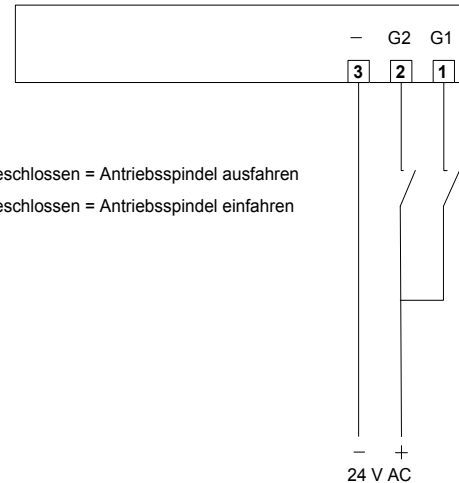 – G2 G1
3 2 1
eschlossen = Antriebsspindel ausfahren
eschlossen = Antriebsspindel einfahren
– +
24 V AC